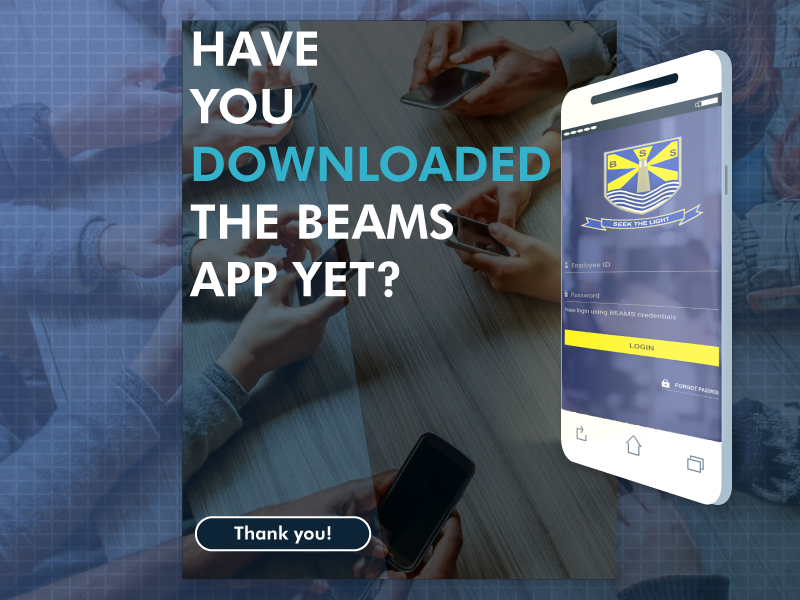 HAVE
YOU
DOWNLOADED
THE BEAMS
APP YET?
B S S
SEEK THE LIGHT
Employee ID
Password
login using BEAMS credentials
LOGIN
FORGOT
Thank you!